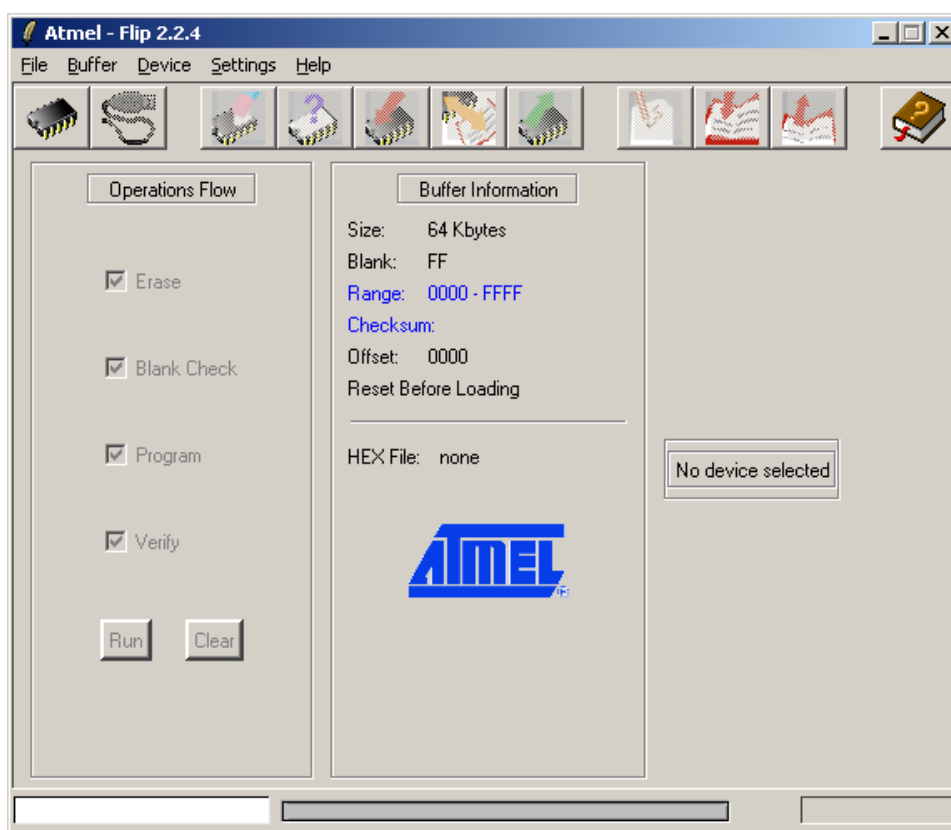 Atmel - Flip 2.2.4
File Buffer Device Settings Help
Operations Flow
Erase
Blank Check
Program
Verify
Run Clear
Buffer Information
Size: 64 Kbytes
Blank: FF
Range: 0000 - FFFF
Checksum:
Offset: 0000
Reset Before Loading
HEX File: none
ATMEL®
No device selected